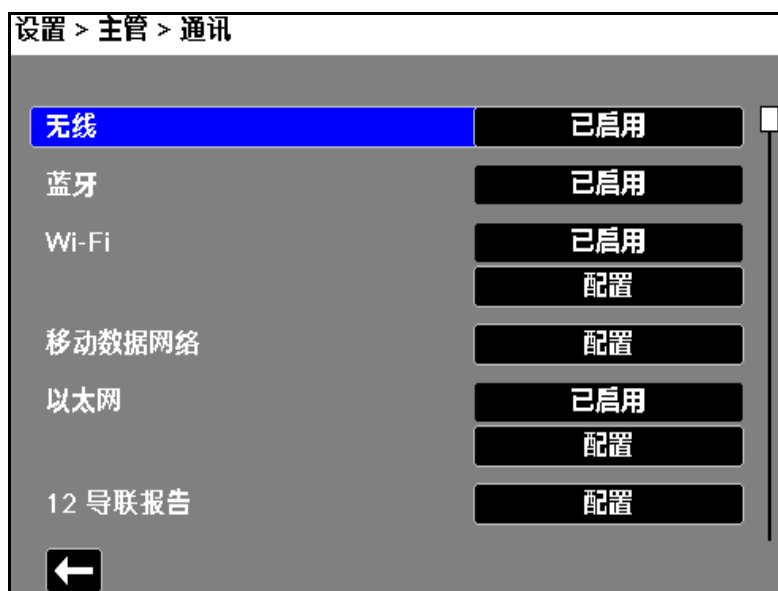 设置 > 主管 > 通讯
无线 已启用
蓝牙 已启用
Wi-Fi 已启用
配置
移动数据网络 配置
以太网 已启用
配置
12 导联报告 配置